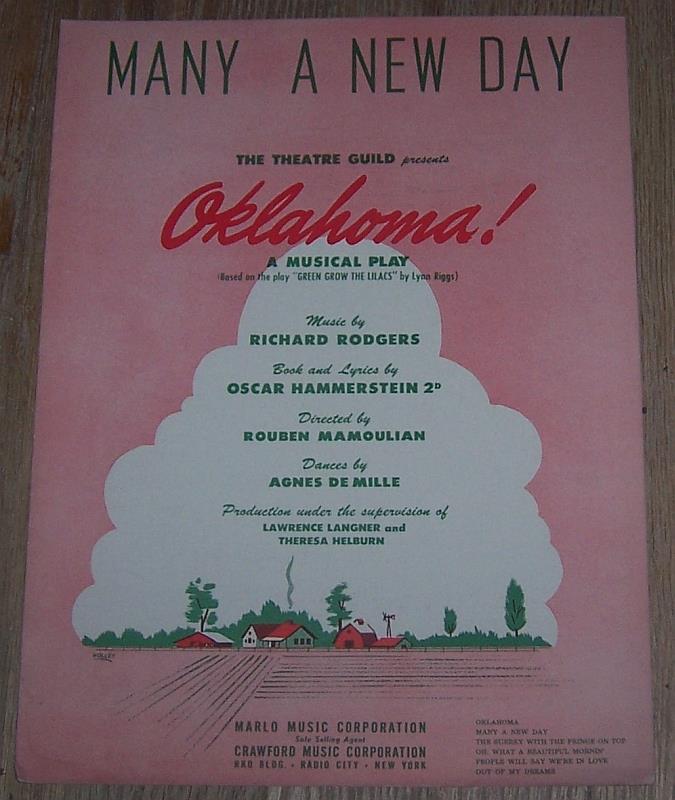 MANY A NEW DAY
THE THEATRE GUILD presents
Oklahoma!
A MUSICAL PLAY
(Based on the play "GREEN GROW THE LILACS" by Lynn Riggs)
Music by
RICHARD RODGERS
Book and Lyrics by
OSCAR HAMMERSTEIN 2D
Directed by
ROUBEN MAMOULIAN
Dances by
AGNES DE MILLE
Production under the supervision of
LAWRENCE LANGNER and
THERESA HELBURN
HOLLEY
MARLO MUSIC CORPORATION
Sole Selling Agent
CRAWFORD MUSIC CORPORATION
RKO BLDG. • RADIO CITY • NEW YORK
OKLAHOMA
MANY A NEW DAY
THE SURREY WITH THE FRINGE ON TOP
OH, WHAT A BEAUTIFUL MORNIN'
PEOPLE WILL SAY WE'RE IN LOVE
OUT OF MY DREAMS